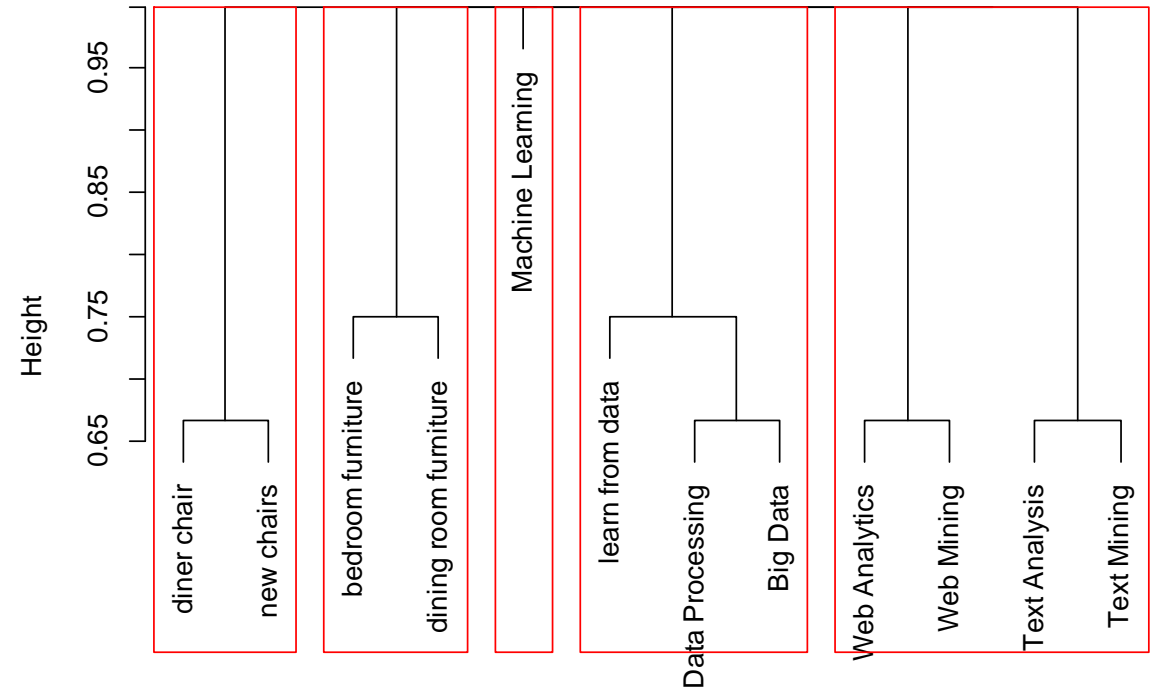 Height
0.95
0.85
0.75
0.65
diner chair
new chairs
bedroom furniture
dining room furniture
Machine Learning
learn from data
Data Processing
Big Data
Web Analytics
Web Mining
Text Analysis
Text Mining